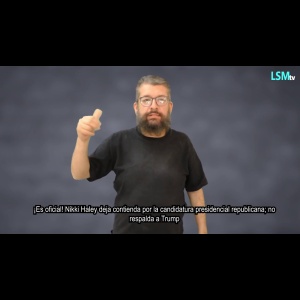 LSMtv
¡Es oficial! Nikki Haley deja contienda por la candidatura presidencial republicana; no
respalda a Trump